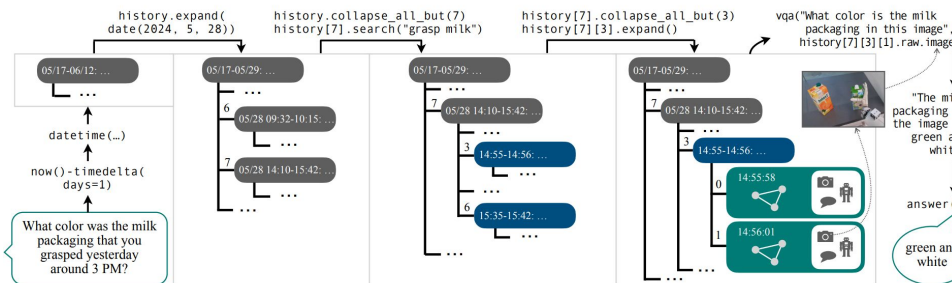 history.expand(
date(2024, 5, 28))
history.collapse_all_but(7)
history[7].search("grasp milk")
history[7].collapse_all_but(3)
history[7][3].expand()
vqa("What color is the milk
packaging in this image",
history[7][3][1].raw.image
05/17-06/12: …
...
datetime(…)
now()-timedelta(
days=1)
What color was the milk
packaging that you
grasped yesterday
around 3 PM?
05/17-05/29: …
...
6
05/28 09:32-10:15: …
...
7
05/28 14:10-15:42: …
...
...
05/17-05/29: …
...
7
05/28 14:10-15:42: …
...
3
14:55-14:56: …
...
...
6
15:35-15:42: …
...
...
05/17-05/29: …
...
7
05/28 14:10-15:42: …
...
3
14:55-14:56: …
0
14:55:58
1
14:56:01
...
...
"The mi
packaging
the image
green a
whit
answer(
green an
white